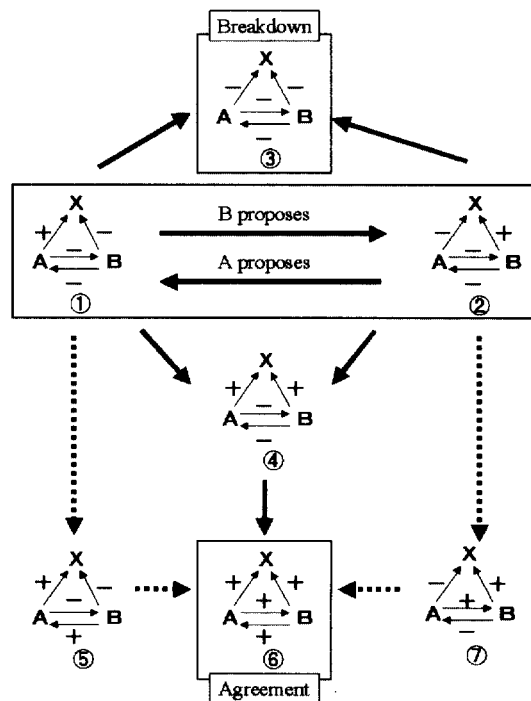 Breakdown
X
− −
−
A B
−
③
X X
+ − B proposes − +
− −
A B A proposes A B
− −
① ②
X
+ +
−
A B
−
④
X X X
+ − + + − +
− + +
A B A B A B
+ + −
⑤ ⑥ ⑦
Agreement